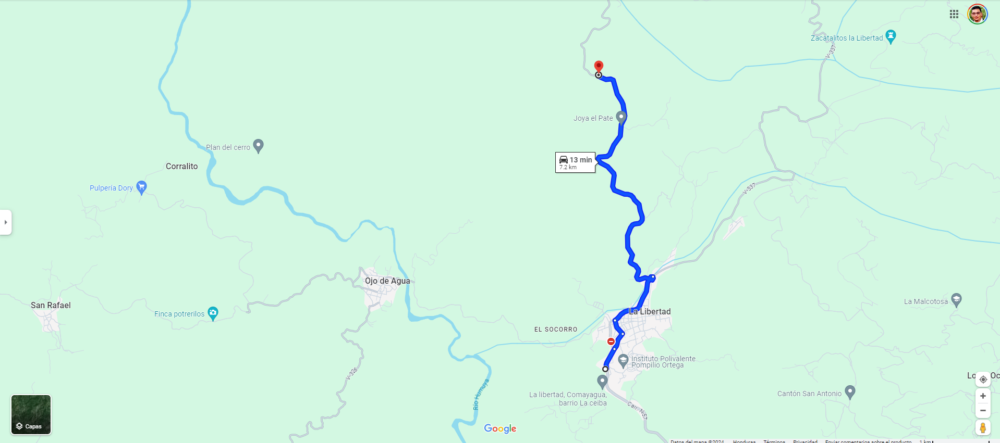 Zacatalitos la Libertad
V-337
Joya el Pate
Plan del cerro
13 min
7.2 km
Corralito
Pulpería Dory
V-337
Ojo de Agua
San Rafael
Finca potrerilos
La Malcotosa
La Libertad
EL SOCORRO
Instituto Polivalente
Pompilio Ortega
V-326
Río Humuya
La libertad, Comayagua,
barrio La ceiba
Cantón San Antonio
Carr. N-57
Capas
Google
Datos del mapa ©2024 Honduras Términos Privacidad Enviar comentarios sobre el producto 1 km